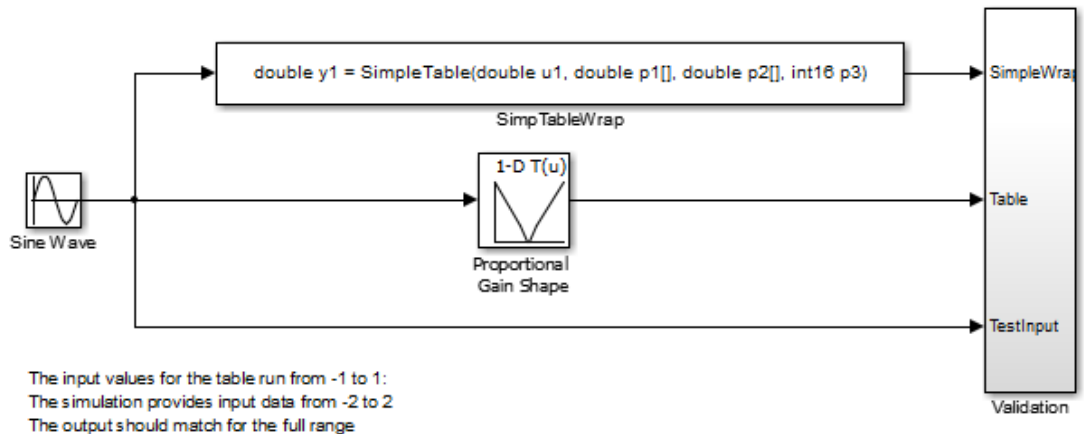 double y1 = SimpleTable(double u1, double p1[], double p2[], int16 p3)
SimpleWrap
SimpTableWrap
1-D T(u)
Table
Sine Wave
Proportional
Gain Shape
TestInput
The input values for the table run from -1 to 1:
The simulation provides input data from -2 to 2
The output should match for the full range
Validation